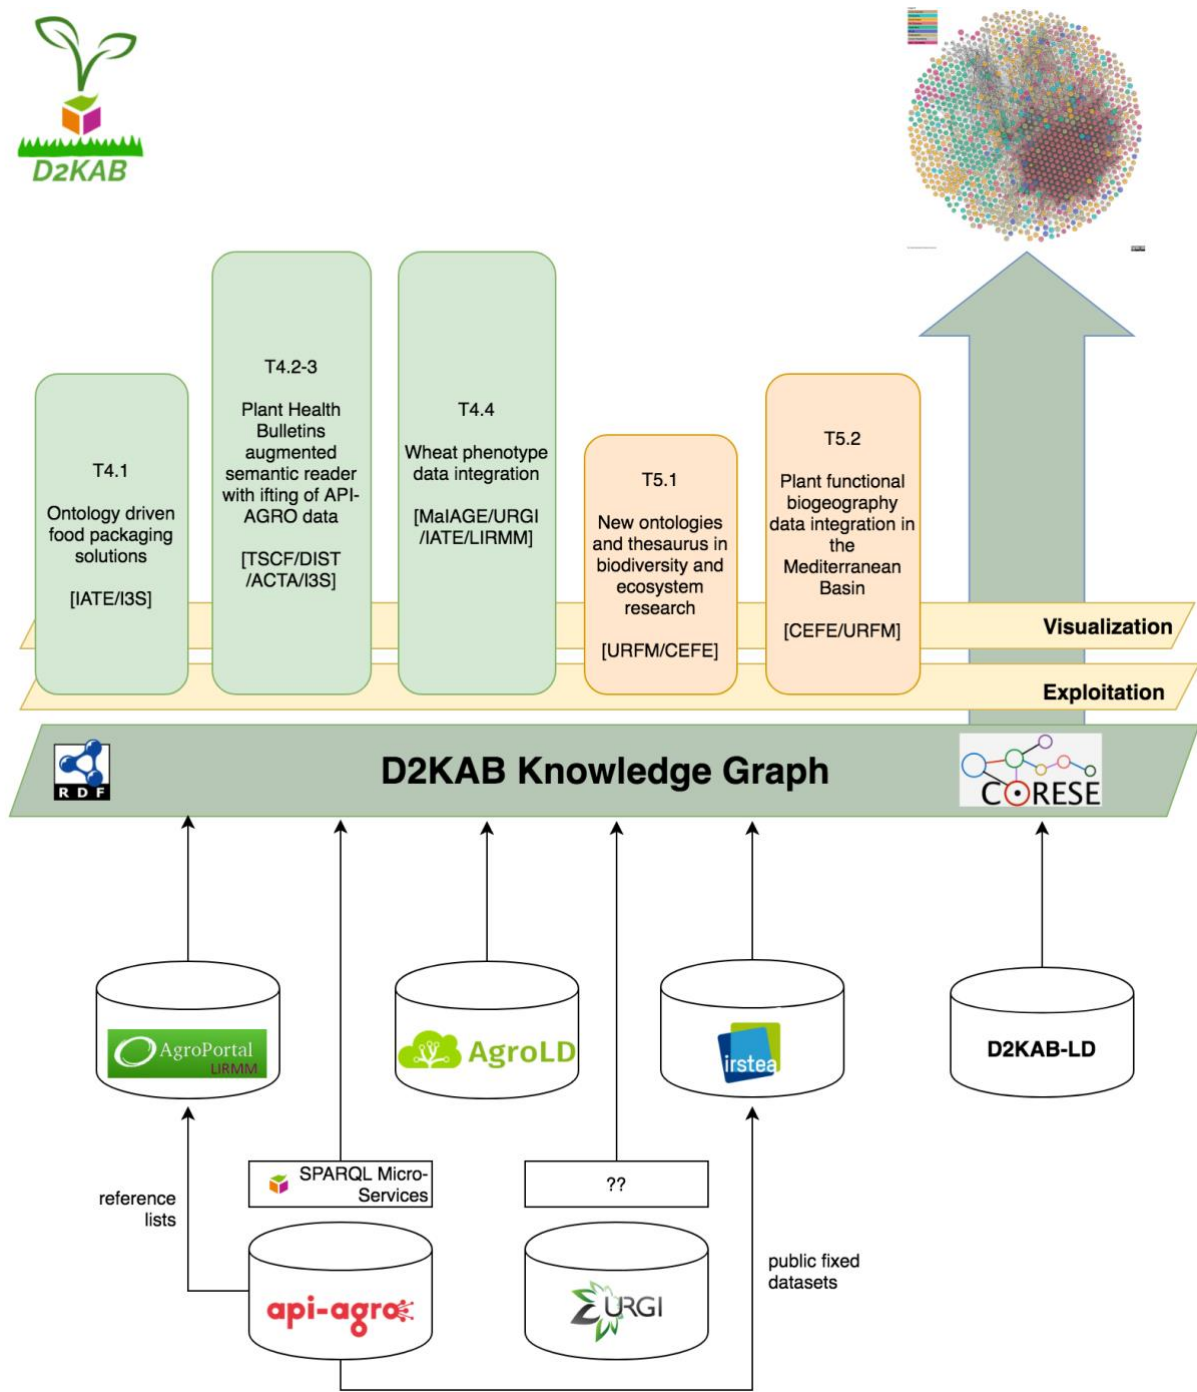 D2KAB
T4.1
Ontology driven
food packaging
solutions
[IATE/I3S]
T4.2-3
Plant Health
Bulletins
augmented
semantic reader
with ifting of API-
AGRO data
[TSCF/DIST
/ACTA/I3S]
T4.4
Wheat phenotype
data integration
[MaIAGE/URGI
/IATE/LIRMM]
T5.1
New ontologies
and thesaurus in
biodiversity and
ecosystem
research
[URFM/CEFE]
T5.2
Plant functional
biogeography
data integration in
the
Mediterranean
Basin
[CEFE/URFM]
Visualization
Exploitation
RDF
D2KAB Knowledge Graph
CORESE
AgroPortal
LIRMM
AgroLD
irstea
D2KAB-LD
reference
lists
SPARQL Micro-
Services
??
api-agro
URGI
public fixed
datasets